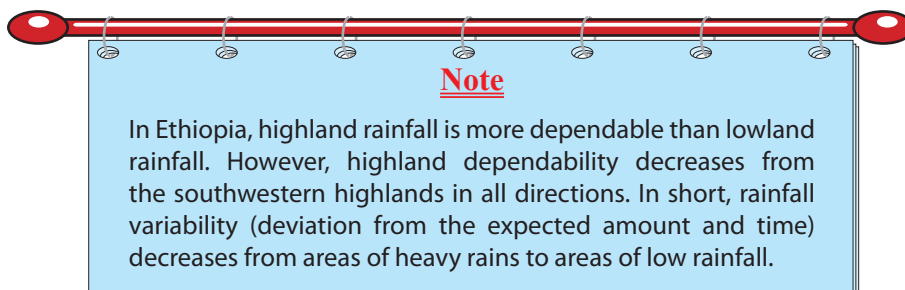 Note
In Ethiopia, highland rainfall is more dependable than lowland
rainfall. However, highland dependability decreases from
the southwestern highlands in all directions. In short, rainfall
variability (deviation from the expected amount and time)
decreases from areas of heavy rains to areas of low rainfall.